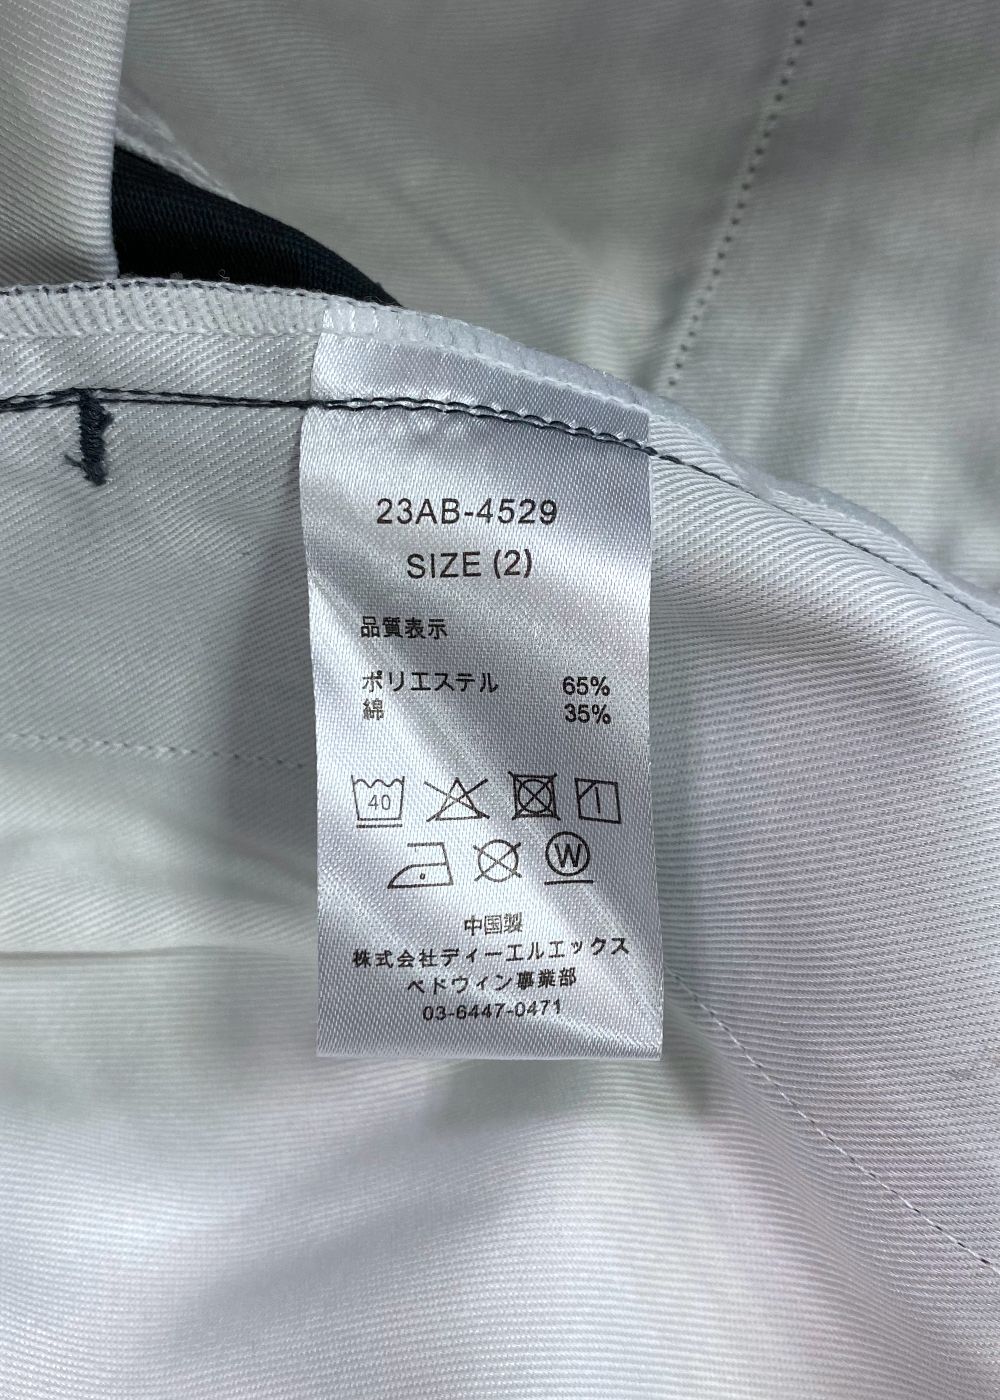 23AB-4529
SIZE (2)
品質表示
ポリエステル 65%
綿 35%
40
W
中国製
株式会社ディーエルエックス
ベドウィン事業部
03-6447-0471